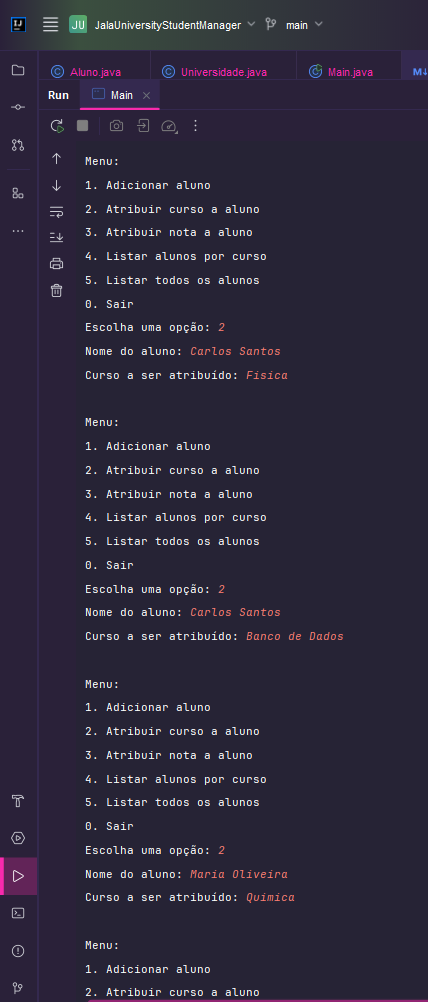 JU JalaUniversityStudentManager main
Aluno.java Universidade.java Main.java M
Run Main
Menu:
1. Adicionar aluno
2. Atribuir curso a aluno
3. Atribuir nota a aluno
4. Listar alunos por curso
5. Listar todos os alunos
0. Sair
Escolha uma opção: 2
Nome do aluno: Carlos Santos
Curso a ser atribuído: Fisica
Menu:
1. Adicionar aluno
2. Atribuir curso a aluno
3. Atribuir nota a aluno
4. Listar alunos por curso
5. Listar todos os alunos
0. Sair
Escolha uma opção: 2
Nome do aluno: Carlos Santos
Curso a ser atribuído: Banco de Dados
Menu:
1. Adicionar aluno
2. Atribuir curso a aluno
3. Atribuir nota a aluno
4. Listar alunos por curso
5. Listar todos os alunos
0. Sair
Escolha uma opção: 2
Nome do aluno: Maria Oliveira
Curso a ser atribuído: Quimica
Menu:
1. Adicionar aluno
2. Atribuir curso a aluno